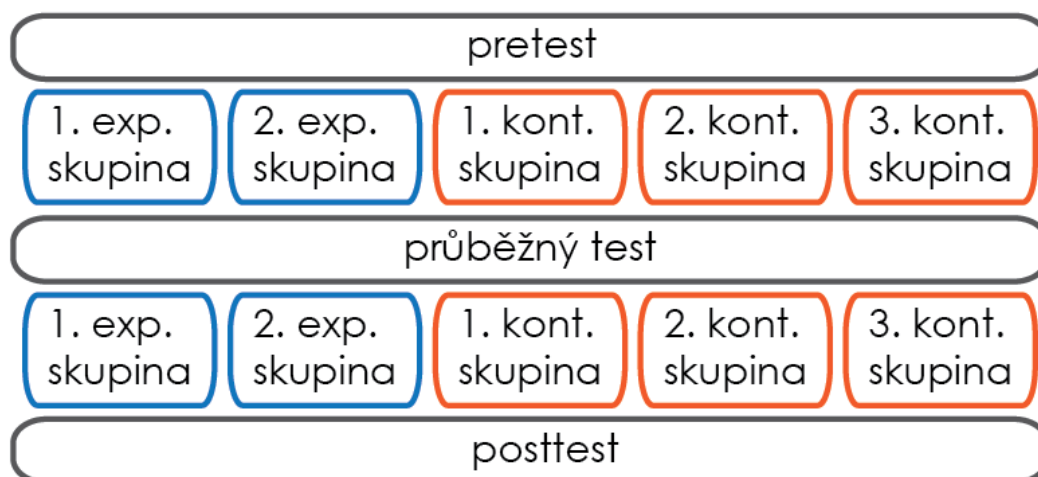 pretest
1. exp. skupina
2. exp. skupina
1. kont. skupina
2. kont. skupina
3. kont. skupina
průběžný test
1. exp. skupina
2. exp. skupina
1. kont. skupina
2. kont. skupina
3. kont. skupina
posttest